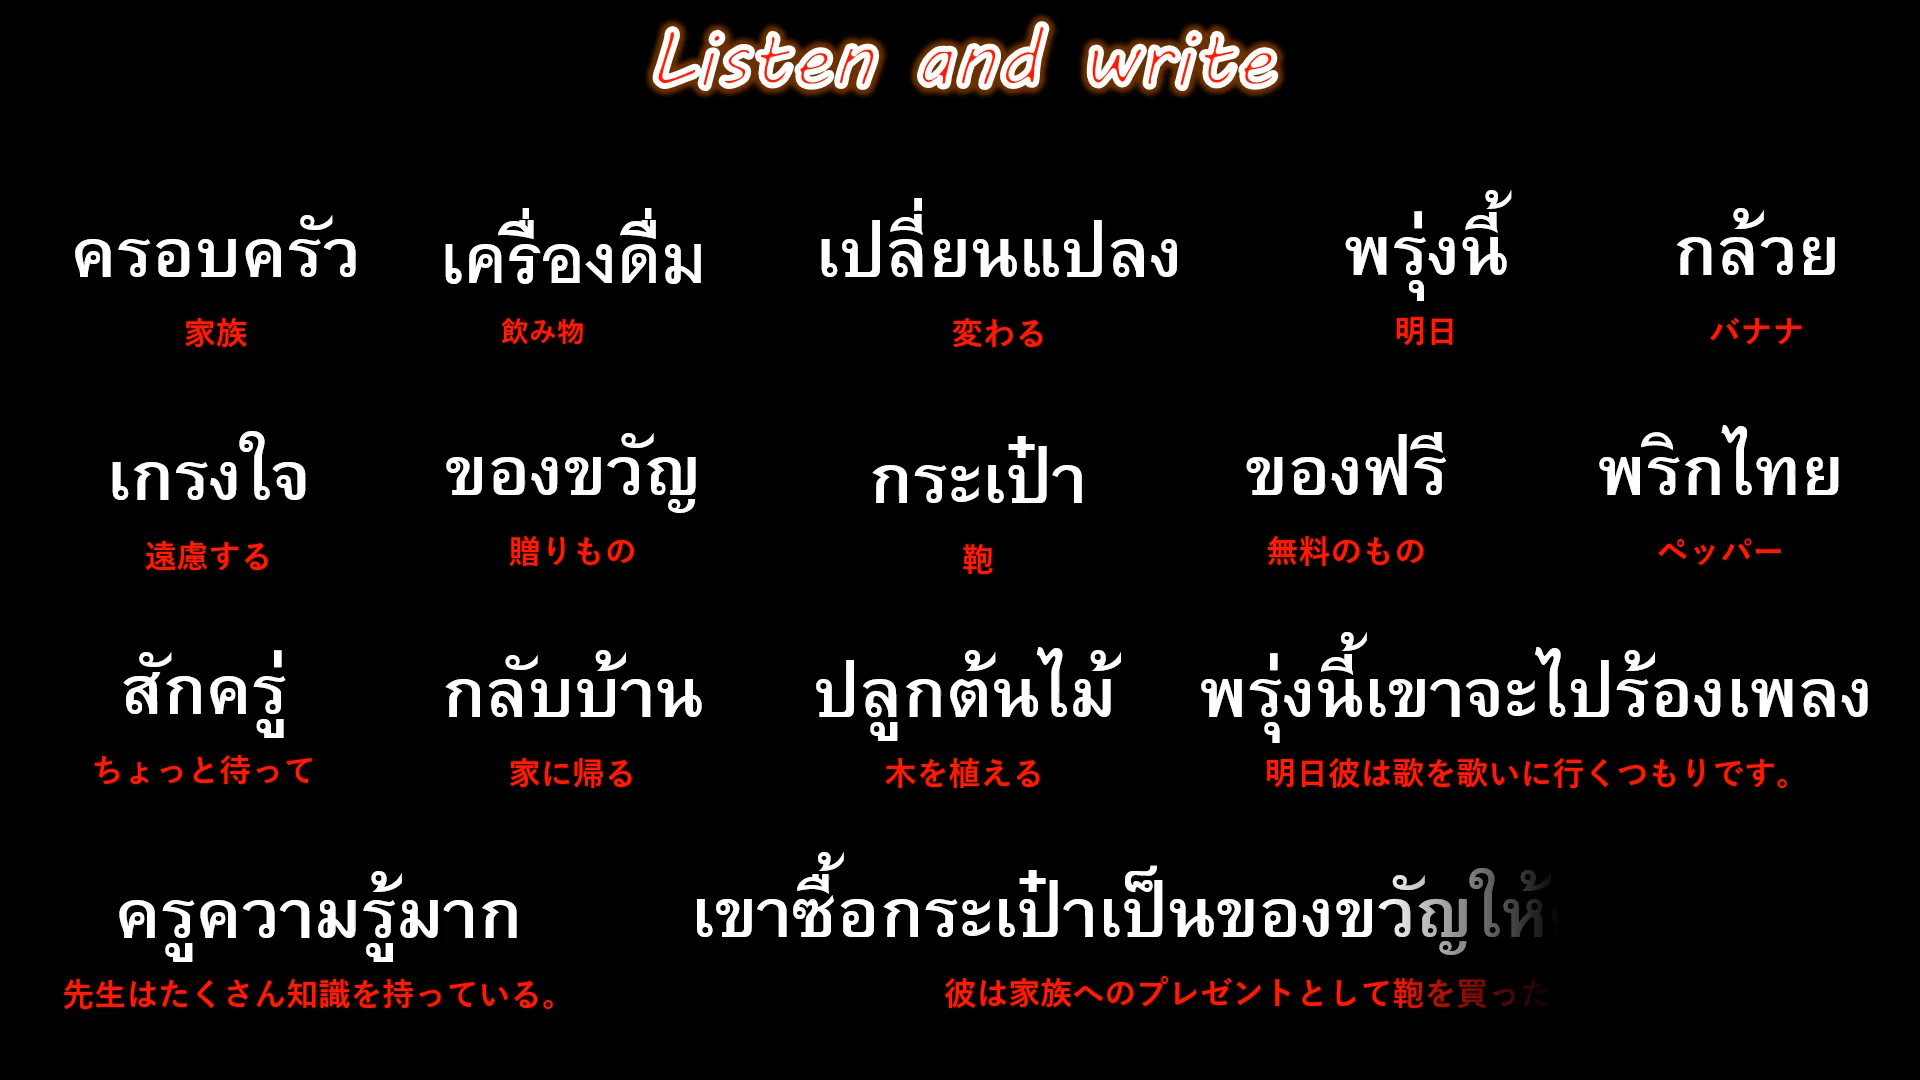 Listen and write
ครอบครัว
家族
เครื่องดื่ม
飲み物
เปลี่ยนแปลง
変わる
พรุ่งนี้
明日
กล้วย
バナナ
เกรงใจ
遠慮する
ของขวัญ
贈りもの
กระเป๋า
鞄
ของฟรี
無料のもの
พริกไทย
ペッパー
สักครู่
ちょっと待って
กลับบ้าน
家に帰る
ปลูกต้นไม้
木を植える
พรุ่งนี้เขาจะไปร้องเพลง
明日彼は歌を歌いに行くつもりです。
ครูความรู้มาก
先生はたくさん知識を持っている。
เขาซื้อกระเป๋าเป็นของขวัญให้
彼は家族へのプレゼントとして鞄を買った